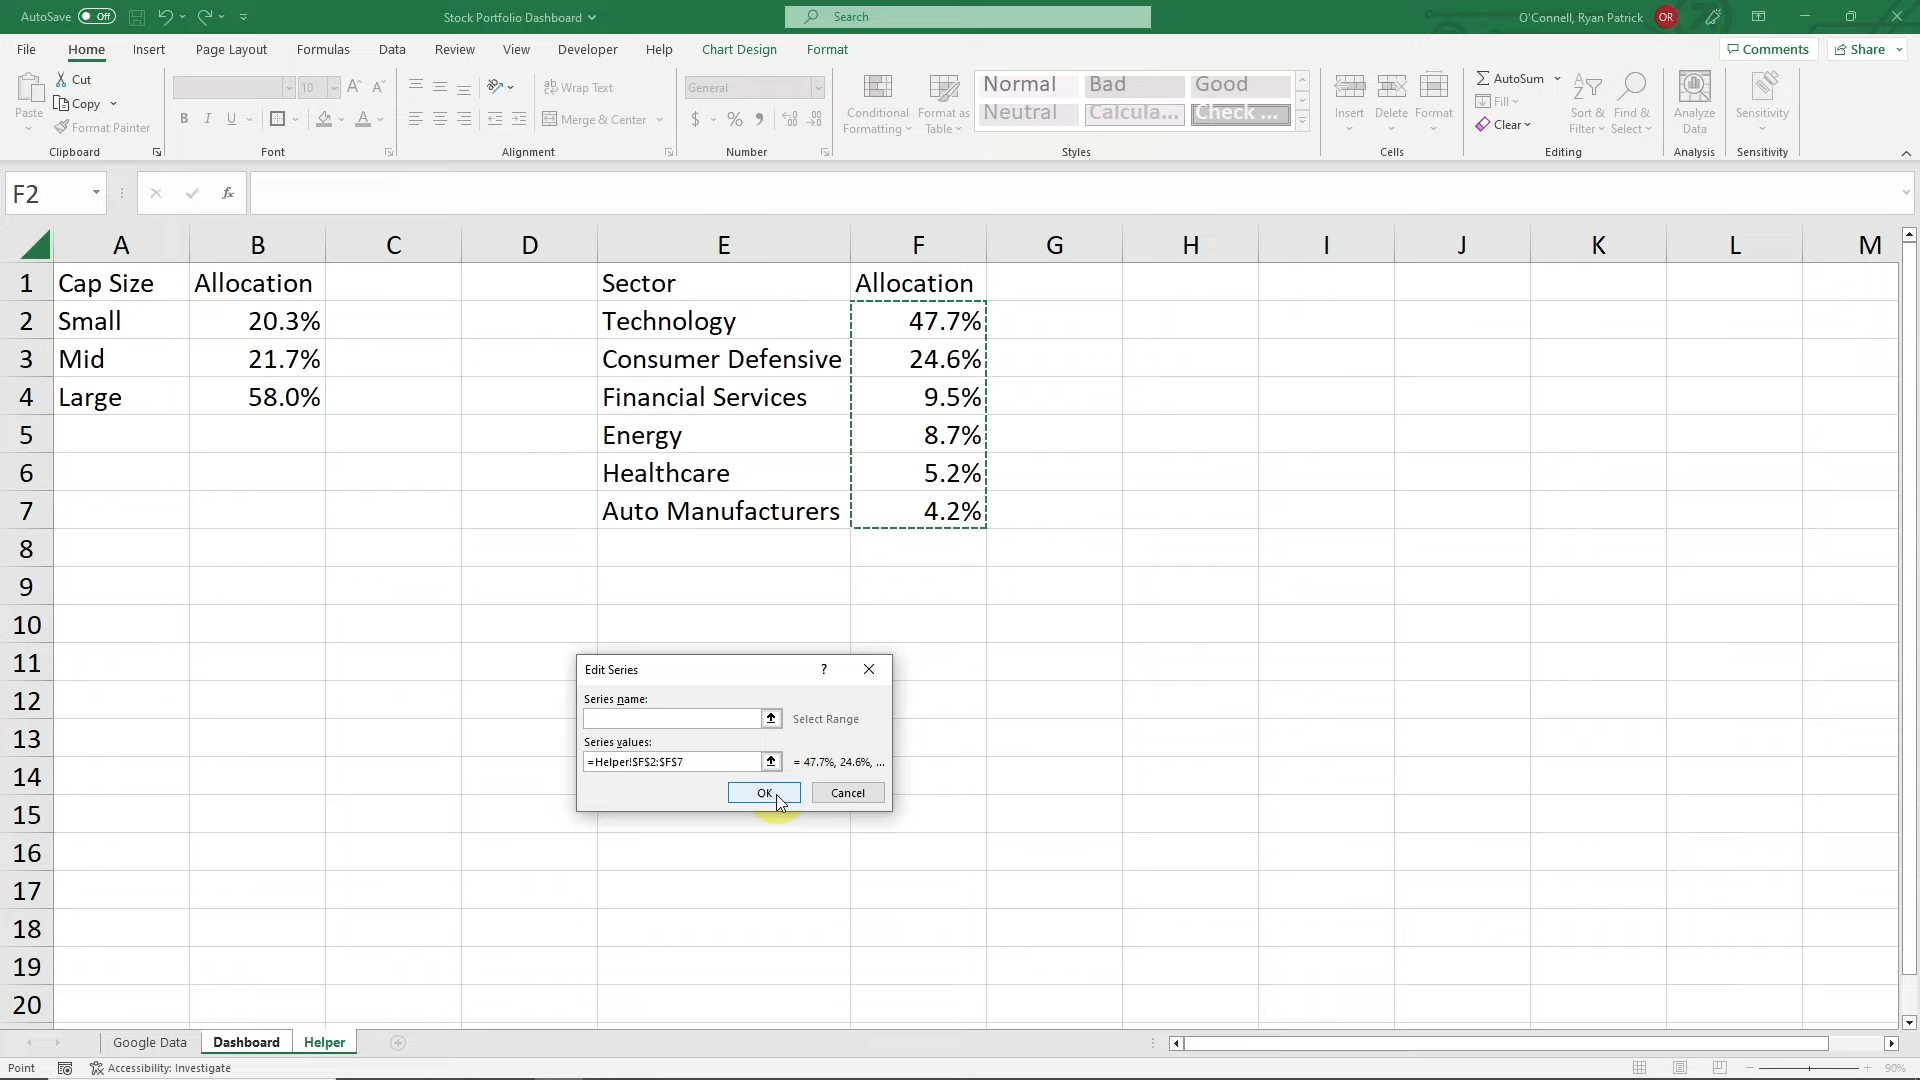 AutoSave Off Stock Portfolio Dashboard Search O'Connell, Ryan Patrick OR
File Home Insert Page Layout Formulas Data Review View Developer Help Chart Design Format Comments Share
Paste Cut Copy Format Painter
10 Wrap Text General
B I U Merge & Center $ %
Conditional Formatting Format as Table Normal Bad Good
Neutral Calcula... Check ...
Insert Delete Format AutoSum Fill Clear Sort & Filter Find & Select Analyze Data Sensitivity
Clipboard Font Alignment Number Styles Cells Editing Analysis Sensitivity
F2 fx
A B C D E F G H I J K L M
1 Cap Size Allocation Sector Allocation
2 Small 20.3% Technology 47.7%
3 Mid 21.7% Consumer Defensive 24.6%
4 Large 58.0% Financial Services 9.5%
5 Energy 8.7%
6 Healthcare 5.2%
7 Auto Manufacturers 4.2%
8
9
10
11
12
13
14
15
16
17
18
19
20
Edit Series ?
Series name:
Select Range
Series values:
=Helper!$F$2:$F$7 = 47.7%, 24.6%, ...
OK Cancel
Google Data Dashboard Helper
Point Accessibility: Investigate 90%